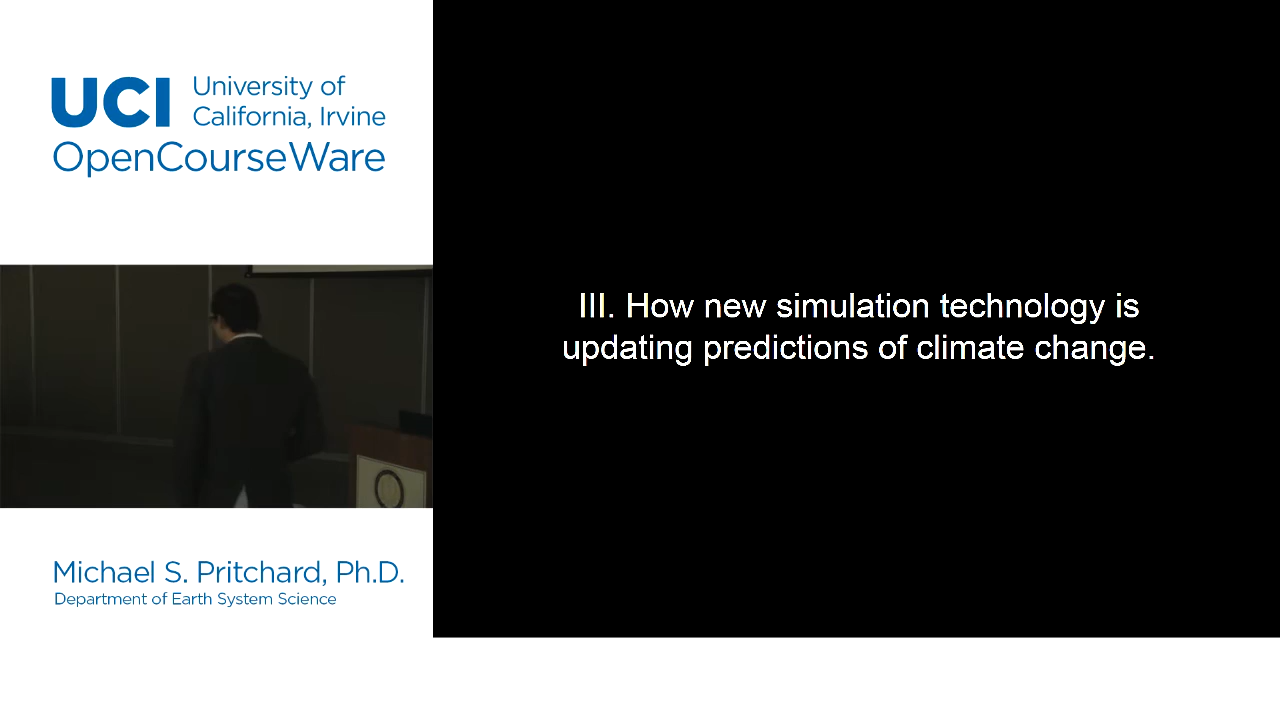 UCI University of
California, Irvine
OpenCourseWare
III. How new simulation technology is
updating predictions of climate change.
Michael S. Pritchard, Ph.D.
Department of Earth System Science